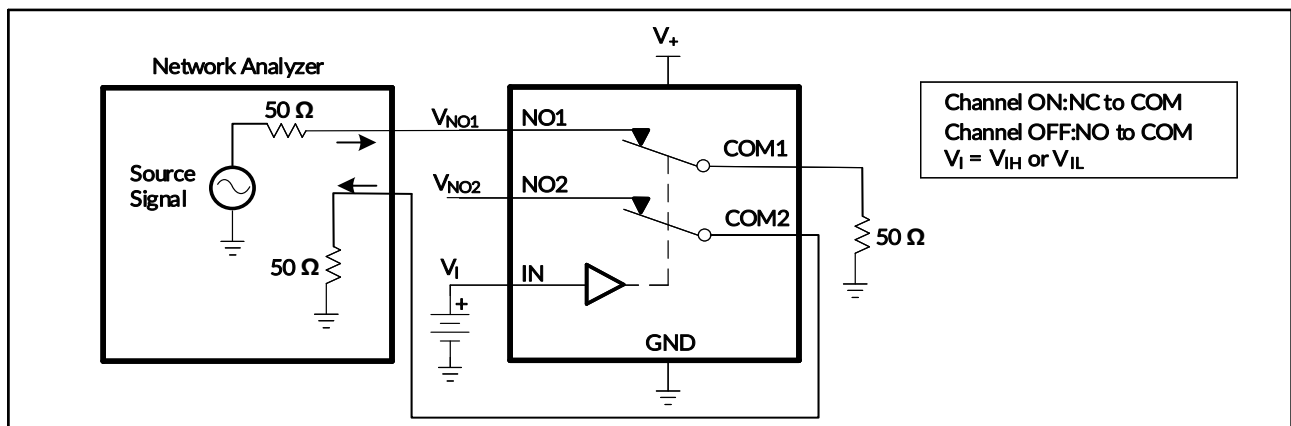 V+
Network Analyzer
50 Ω
VNO1
NO1
COM1
Source
Signal
VNO2
NO2
COM2
50 Ω
50 Ω
VI
IN
+
GND
Channel ON:NC to COM
Channel OFF:NO to COM
VI = VIH or VIL